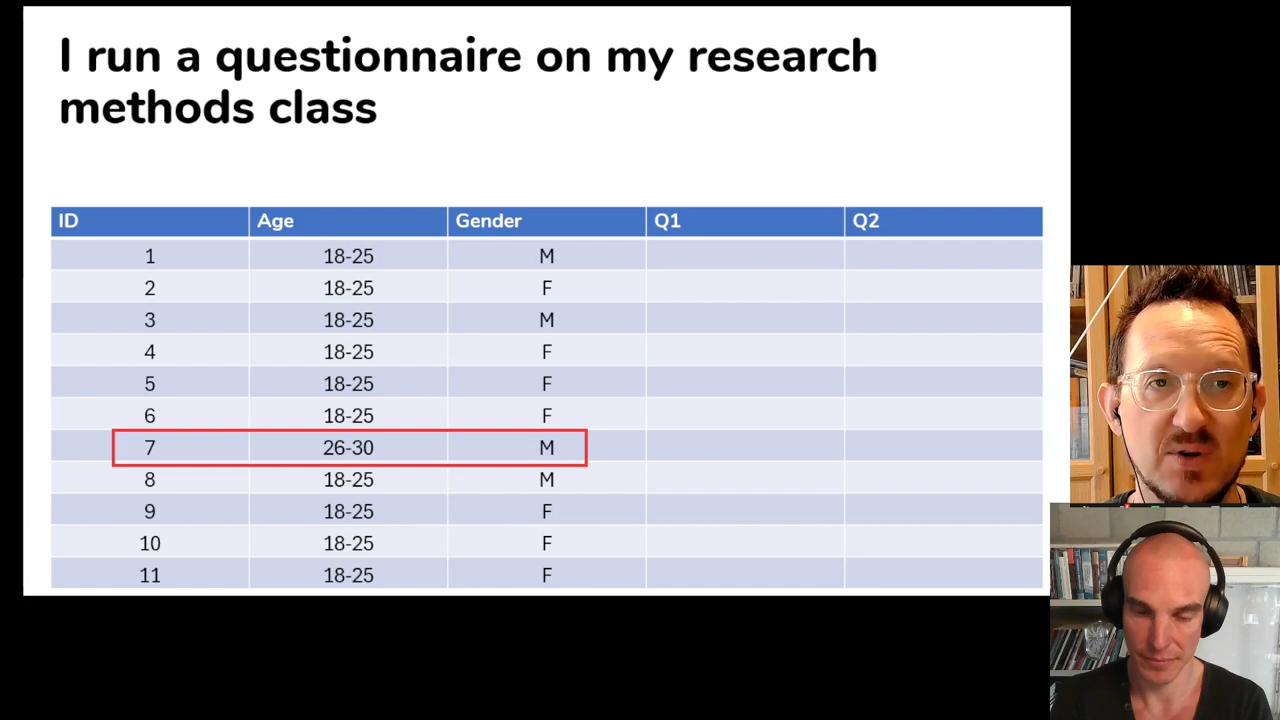 I run a questionnaire on my research
methods class
ID Age Gender Q1 Q2
1 18-25 M
2 18-25 F
3 18-25 M
4 18-25 F
5 18-25 F
6 18-25 F
7 26-30 M
8 18-25 M
9 18-25 F
10 18-25 F
11 18-25 F